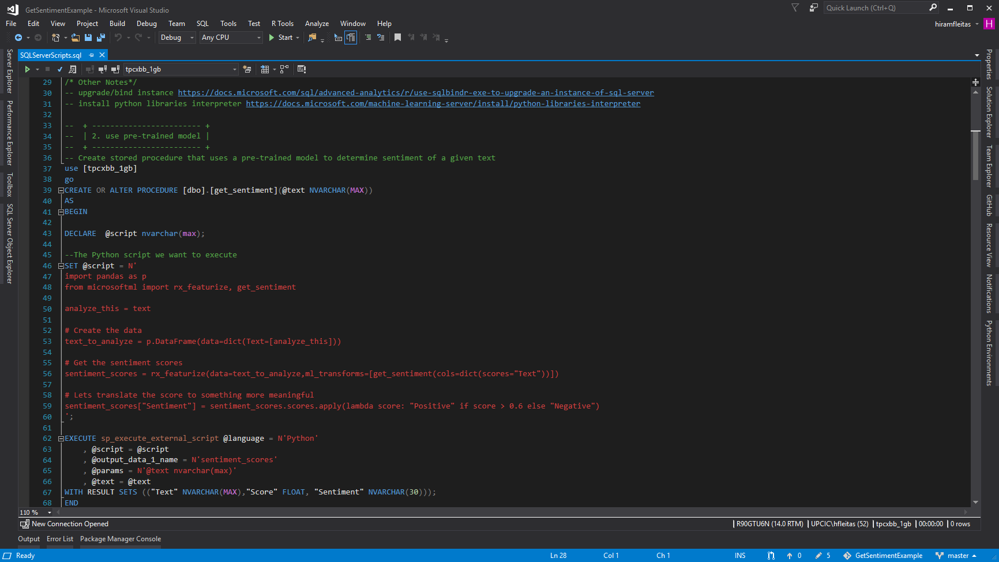 GetSentimentExample - Microsoft Visual Studio
Quick Launch (Ctrl+Q)
File Edit View Project Build Debug Team SQL Tools Test R Tools Analyze Window Help
hiramfleitas H
Debug Any CPU Start
SQLServerScripts.sql
tpcxbb_1gb
Server Explorer
Performance Explorer
Toolbox
SQL Server Object Explorer
29 /* Other Notes*/
30 -- upgrade/bind instance https://docs.microsoft.com/sql/advanced-analytics/r/use-sqlbindr-exe-to-upgrade-an-instance-of-sql-server
31 -- install python libraries interpreter https://docs.microsoft.com/machine-learning-server/install/python-libraries-interpreter
32
33 --  + ------------------------ +
34 --  | 2. use pre-trained model |
35 --  + ------------------------ +
36 -- Create stored procedure that uses a pre-trained model to determine sentiment of a given text
37 use [tpcxbb_1gb]
38 go
39 CREATE OR ALTER PROCEDURE [dbo].[get_sentiment](@text NVARCHAR(MAX))
40 AS
41 BEGIN
42
43 DECLARE  @script nvarchar(max);
44
45 --The Python script we want to execute
46 SET @script = N'
47 import pandas as p
48 from microsoftml import rx_featurize, get_sentiment
49
50 analyze_this = text
51
52 # Create the data
53 text_to_analyze = p.DataFrame(data=dict(Text=[analyze_this]))
54
55 # Get the sentiment scores
56 sentiment_scores = rx_featurize(data=text_to_analyze,ml_transforms=[get_sentiment(cols=dict(scores="Text"))])
57
58 # Lets translate the score to something more meaningful
59 sentiment_scores["Sentiment"] = sentiment_scores.scores.apply(lambda score: "Positive" if score > 0.6 else "Negative")
60 ';
61
62 EXECUTE sp_execute_external_script @language = N'Python'
63     , @script = @script
64     , @output_data_1_name = N'sentiment_scores'
65     , @params = N'@text nvarchar(max)'
66     , @text = @text
67 WITH RESULT SETS (("Text" NVARCHAR(MAX),"Score" FLOAT, "Sentiment" NVARCHAR(30)));
68 END
Properties
Solution Explorer
Team Explorer
GitHub
Resource View
Notifications
Python Environments
110 %
New Connection Opened
R90GTU6N (14.0 RTM) UPCIC\hfleitas (52) tpcxbb_1gb 00:00:00 0 rows
Output Error List Package Manager Console
Ready Ln 28 Col 1 Ch 1 INS 0 5 GetSentimentExample master